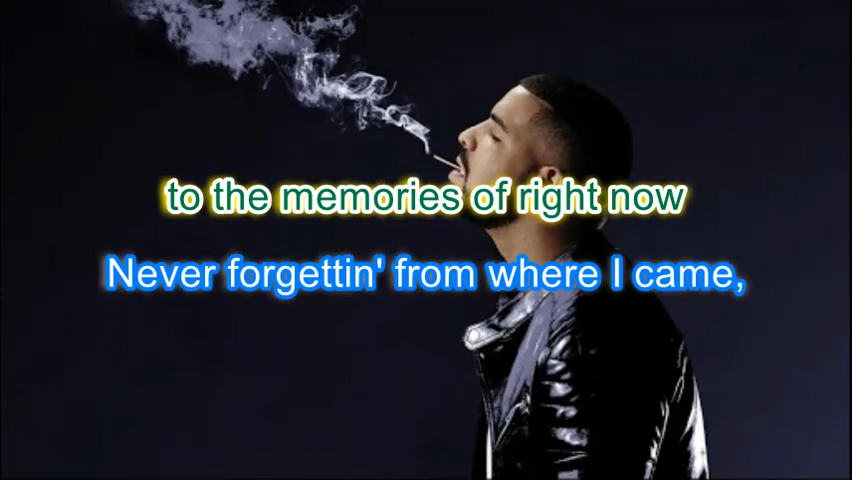 to the memories of right now
Never forgettin' from where I came,